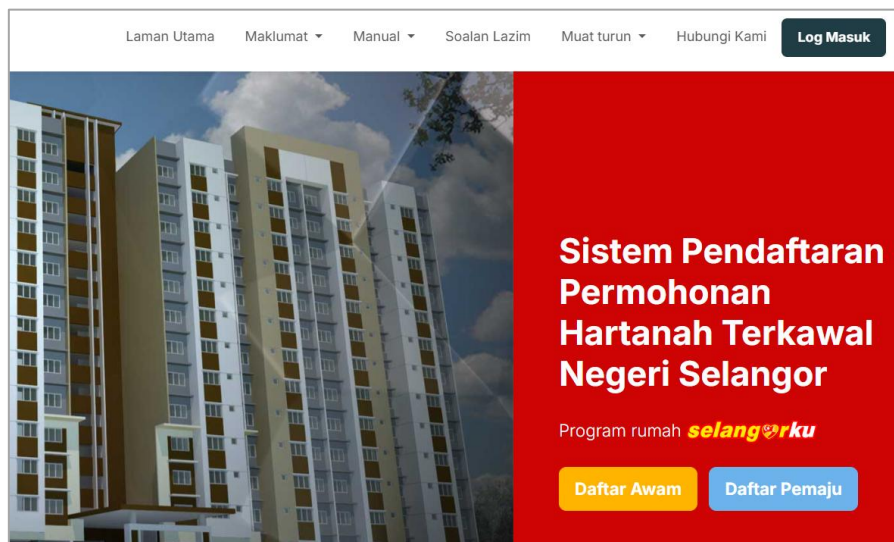 Laman Utama Maklumat Manual Soalan Lazim Muat turun Hubungi Kami Log Masuk
Sistem Pendaftaran
Permohonan
Hartanah Terkawal
Negeri Selangor
Program rumah selangorku
Daftar Awam Daftar Pemaju